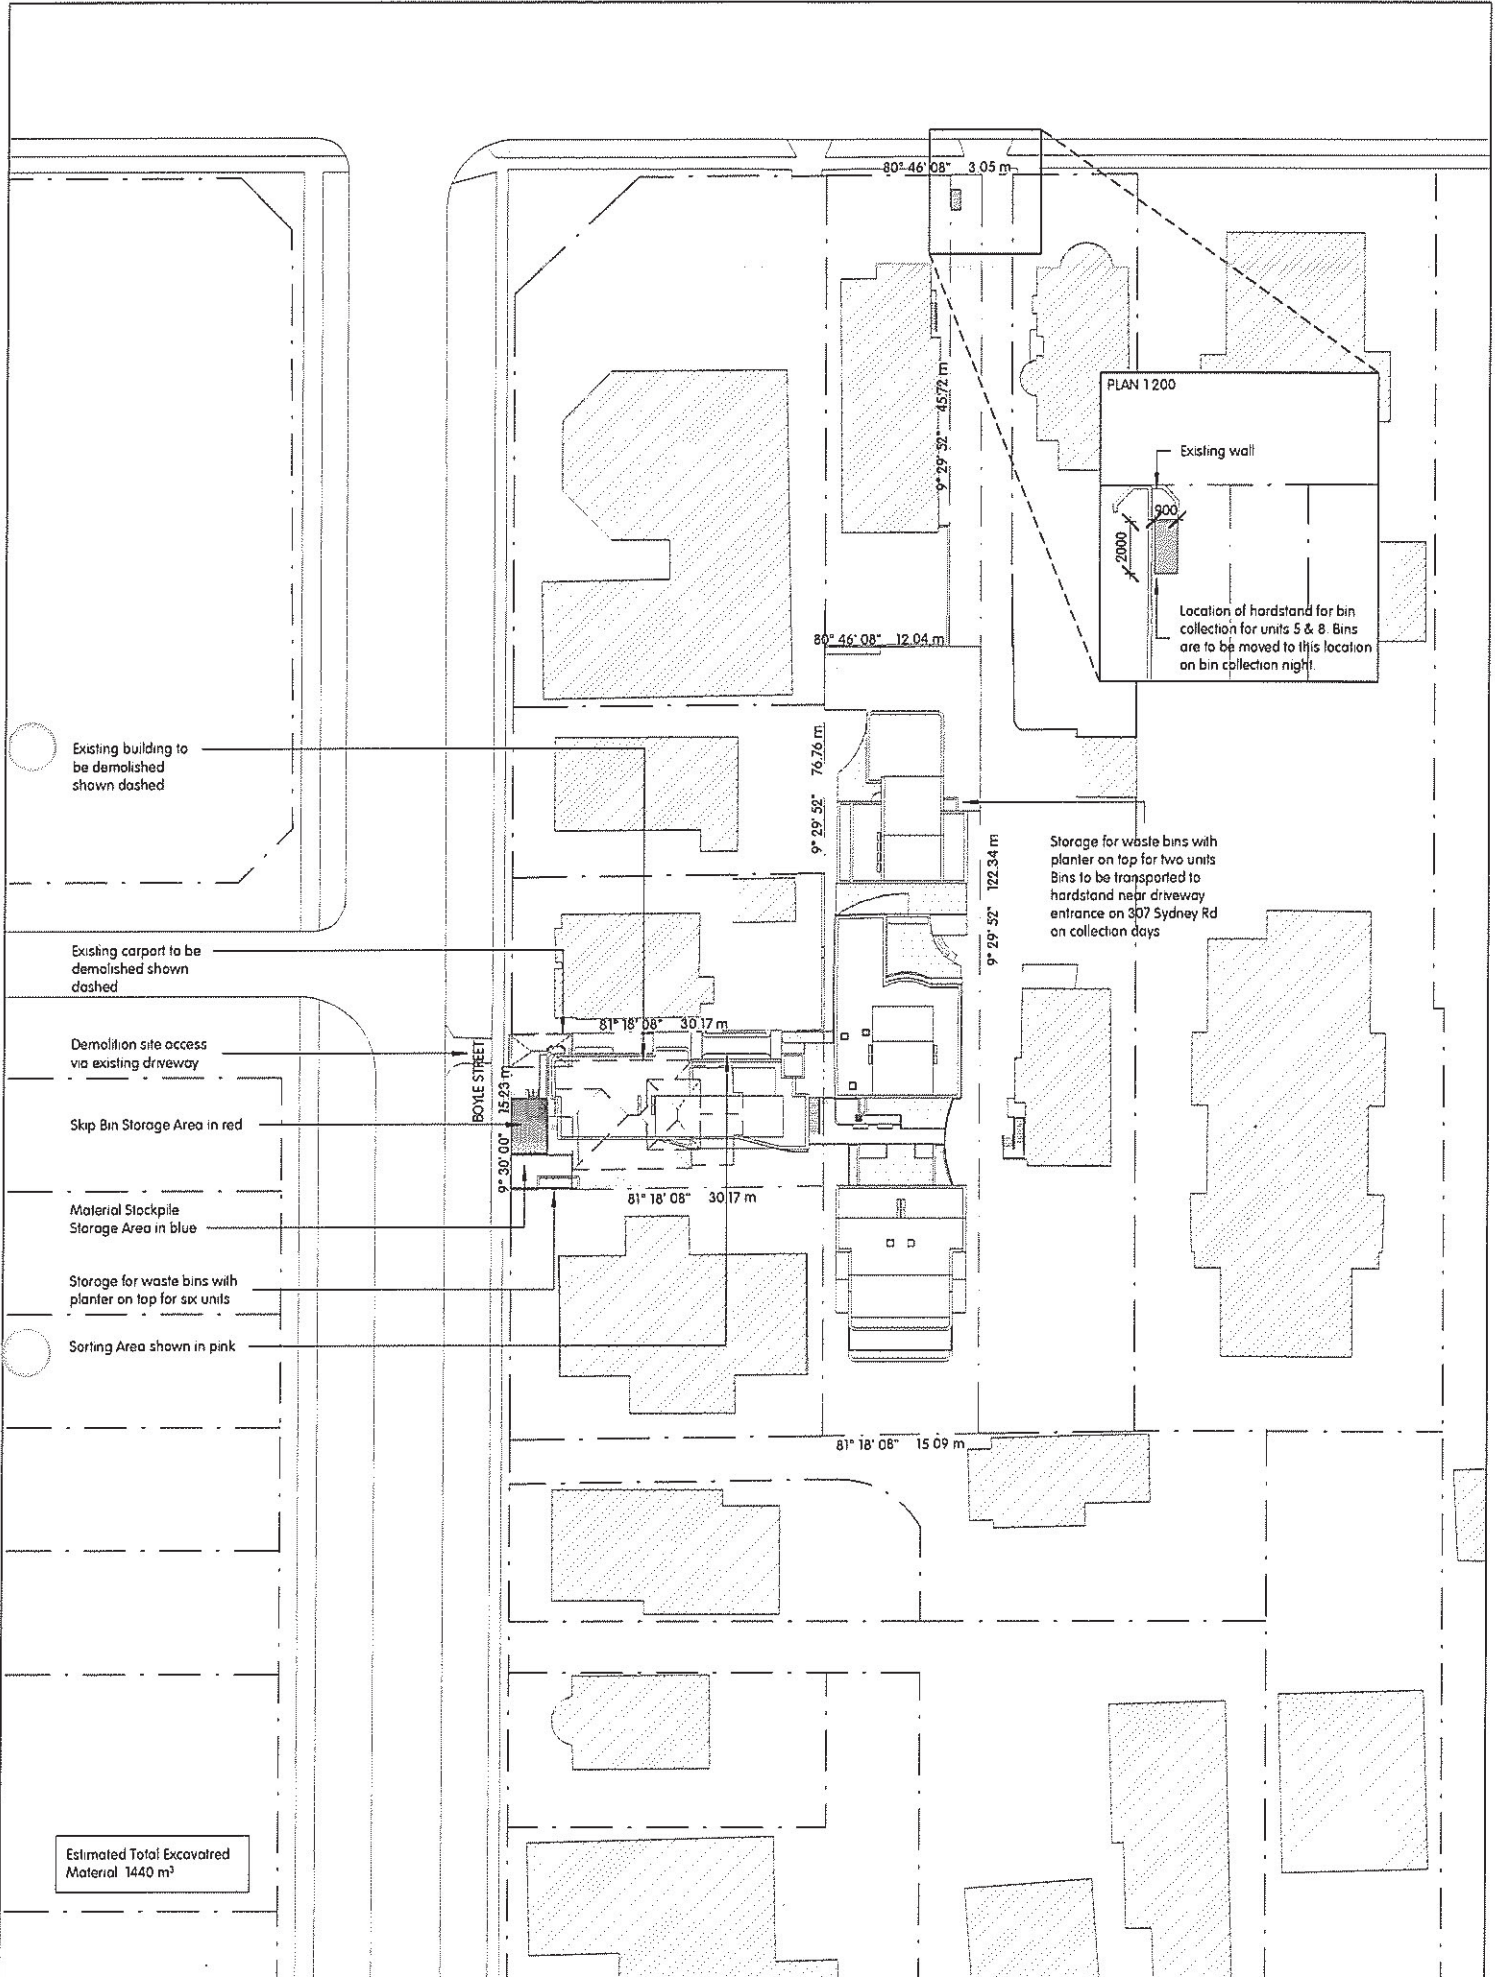 80° 46' 08" 3.05 m
9° 29' 52" 45.72 m
PLAN 1 200
Existing wall
900
2000
Location of hardstand for bin
collection for units 5 & 8. Bins
are to be moved to this location
on bin collection night.
80° 46' 08" 12.04 m
Existing building to
be demolished
shown dashed
9° 29' 52" 76.76 m
9° 29' 52" 122.34 m
Storage for waste bins with
planter on top for two units
Bins to be transported to
hardstand near driveway
entrance on 307 Sydney Rd
on collection days
Existing carport to be
demolished shown
dashed
81° 18' 08" 30.17 m
Demolition site access
via existing driveway
BOYLE STREET
9° 30' 00" 15.23 m
Skip Bin Storage Area in red
81° 18' 08" 30.17 m
Material Stockpile
Storage Area in blue
Storage for waste bins with
planter on top for six units
Sorting Area shown in pink
81° 18' 08" 15 09 m
Estimated Total Excavatred
Material 1440 m³